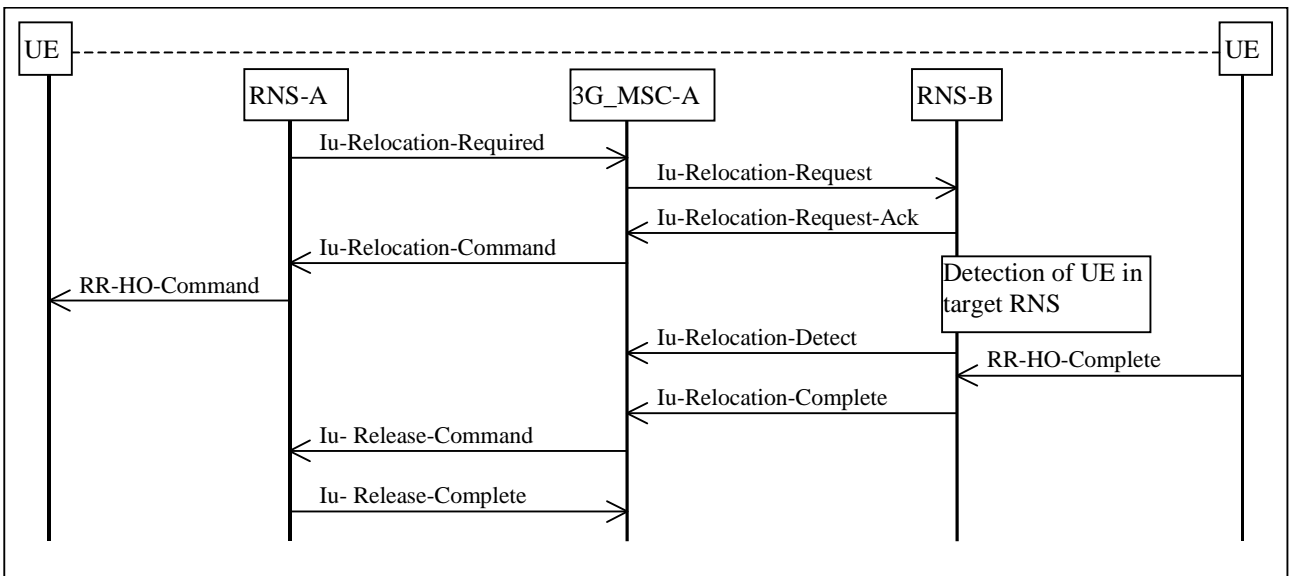 UE
UE
RNS-A
3G_MSC-A
RNS-B
Iu-Relocation-Required
Iu-Relocation-Request
Iu-Relocation-Request-Ack
Iu-Relocation-Command
Detection of UE in
target RNS
RR-HO-Command
Iu-Relocation-Detect
RR-HO-Complete
Iu-Relocation-Complete
Iu- Release-Command
Iu- Release-Complete